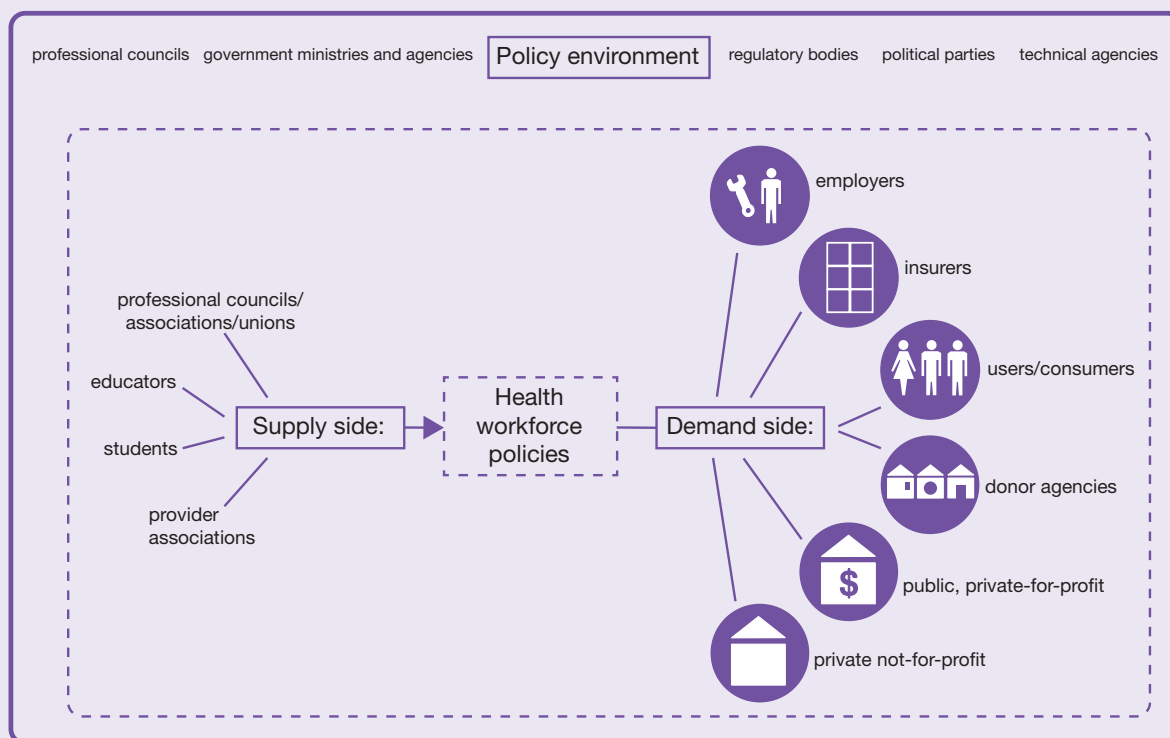 professional councils government ministries and agencies Policy environment regulatory bodies political parties technical agencies
professional councils/
associations/unions
educators
students
provider
associations
Supply side:
Health
workforce
policies
Demand side:
employers
insurers
users/consumers
donor agencies
$
public, private-for-profit
private not-for-profit